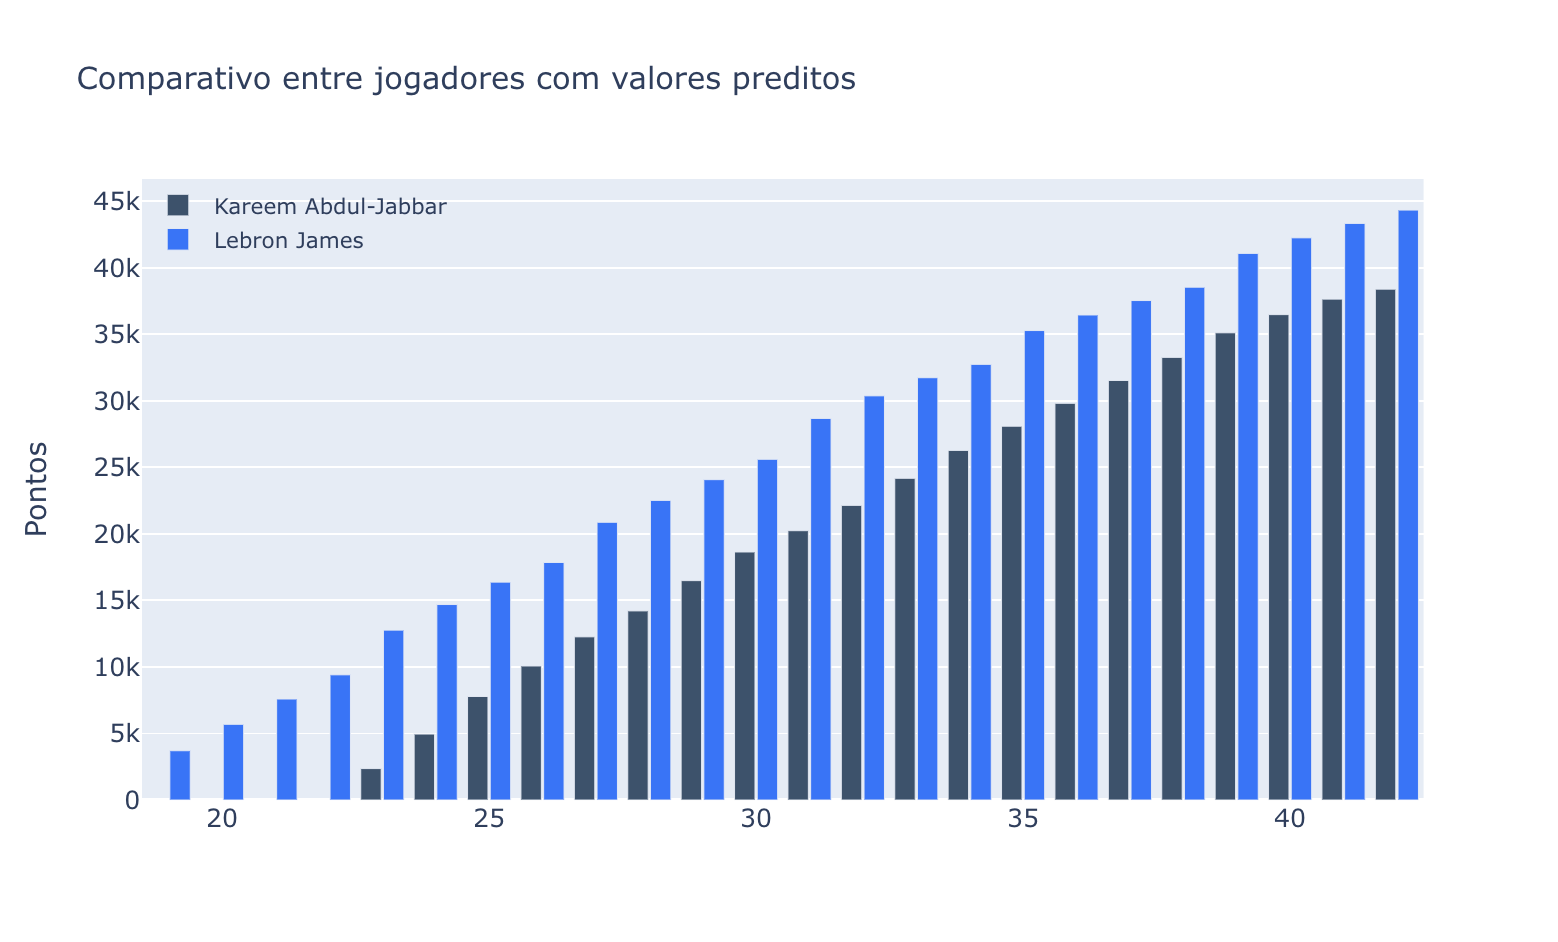 Comparativo entre jogadores com valores preditos
Kareem Abdul-Jabbar
Lebron James
Pontos
45k
40k
35k
30k
25k
20k
15k
10k
5k
0
20 25 30 35 40